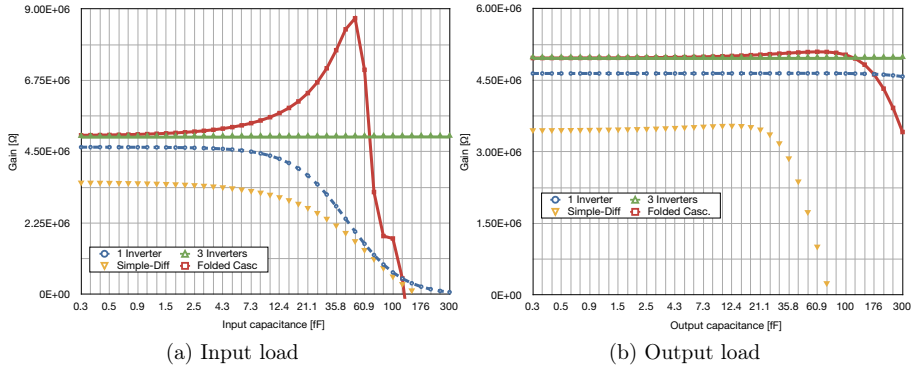 9.00E+06
6.75E+06
4.50E+06
2.25E+06
0E+00
Gain [Ω]
1 Inverter
3 Inverters
Simple-Diff
Folded Casc
0.3 0.5 0.9 1.5 2.5 4.3 7.3 12.4 21.1 35.8 60.9 100 176 300
Input capacitance [fF]
(a) Input load
6.00E+06
4.50E+06
3.00E+06
1.50E+06
0E+00
Gain [Ω]
1 Inverter
3 Inverters
Simple-Diff
Folded Casc.
0.3 0.5 0.9 1.5 2.5 4.3 7.3 12.4 21.1 35.8 60.9 100 176 300
Output capacitance [fF]
(b) Output load